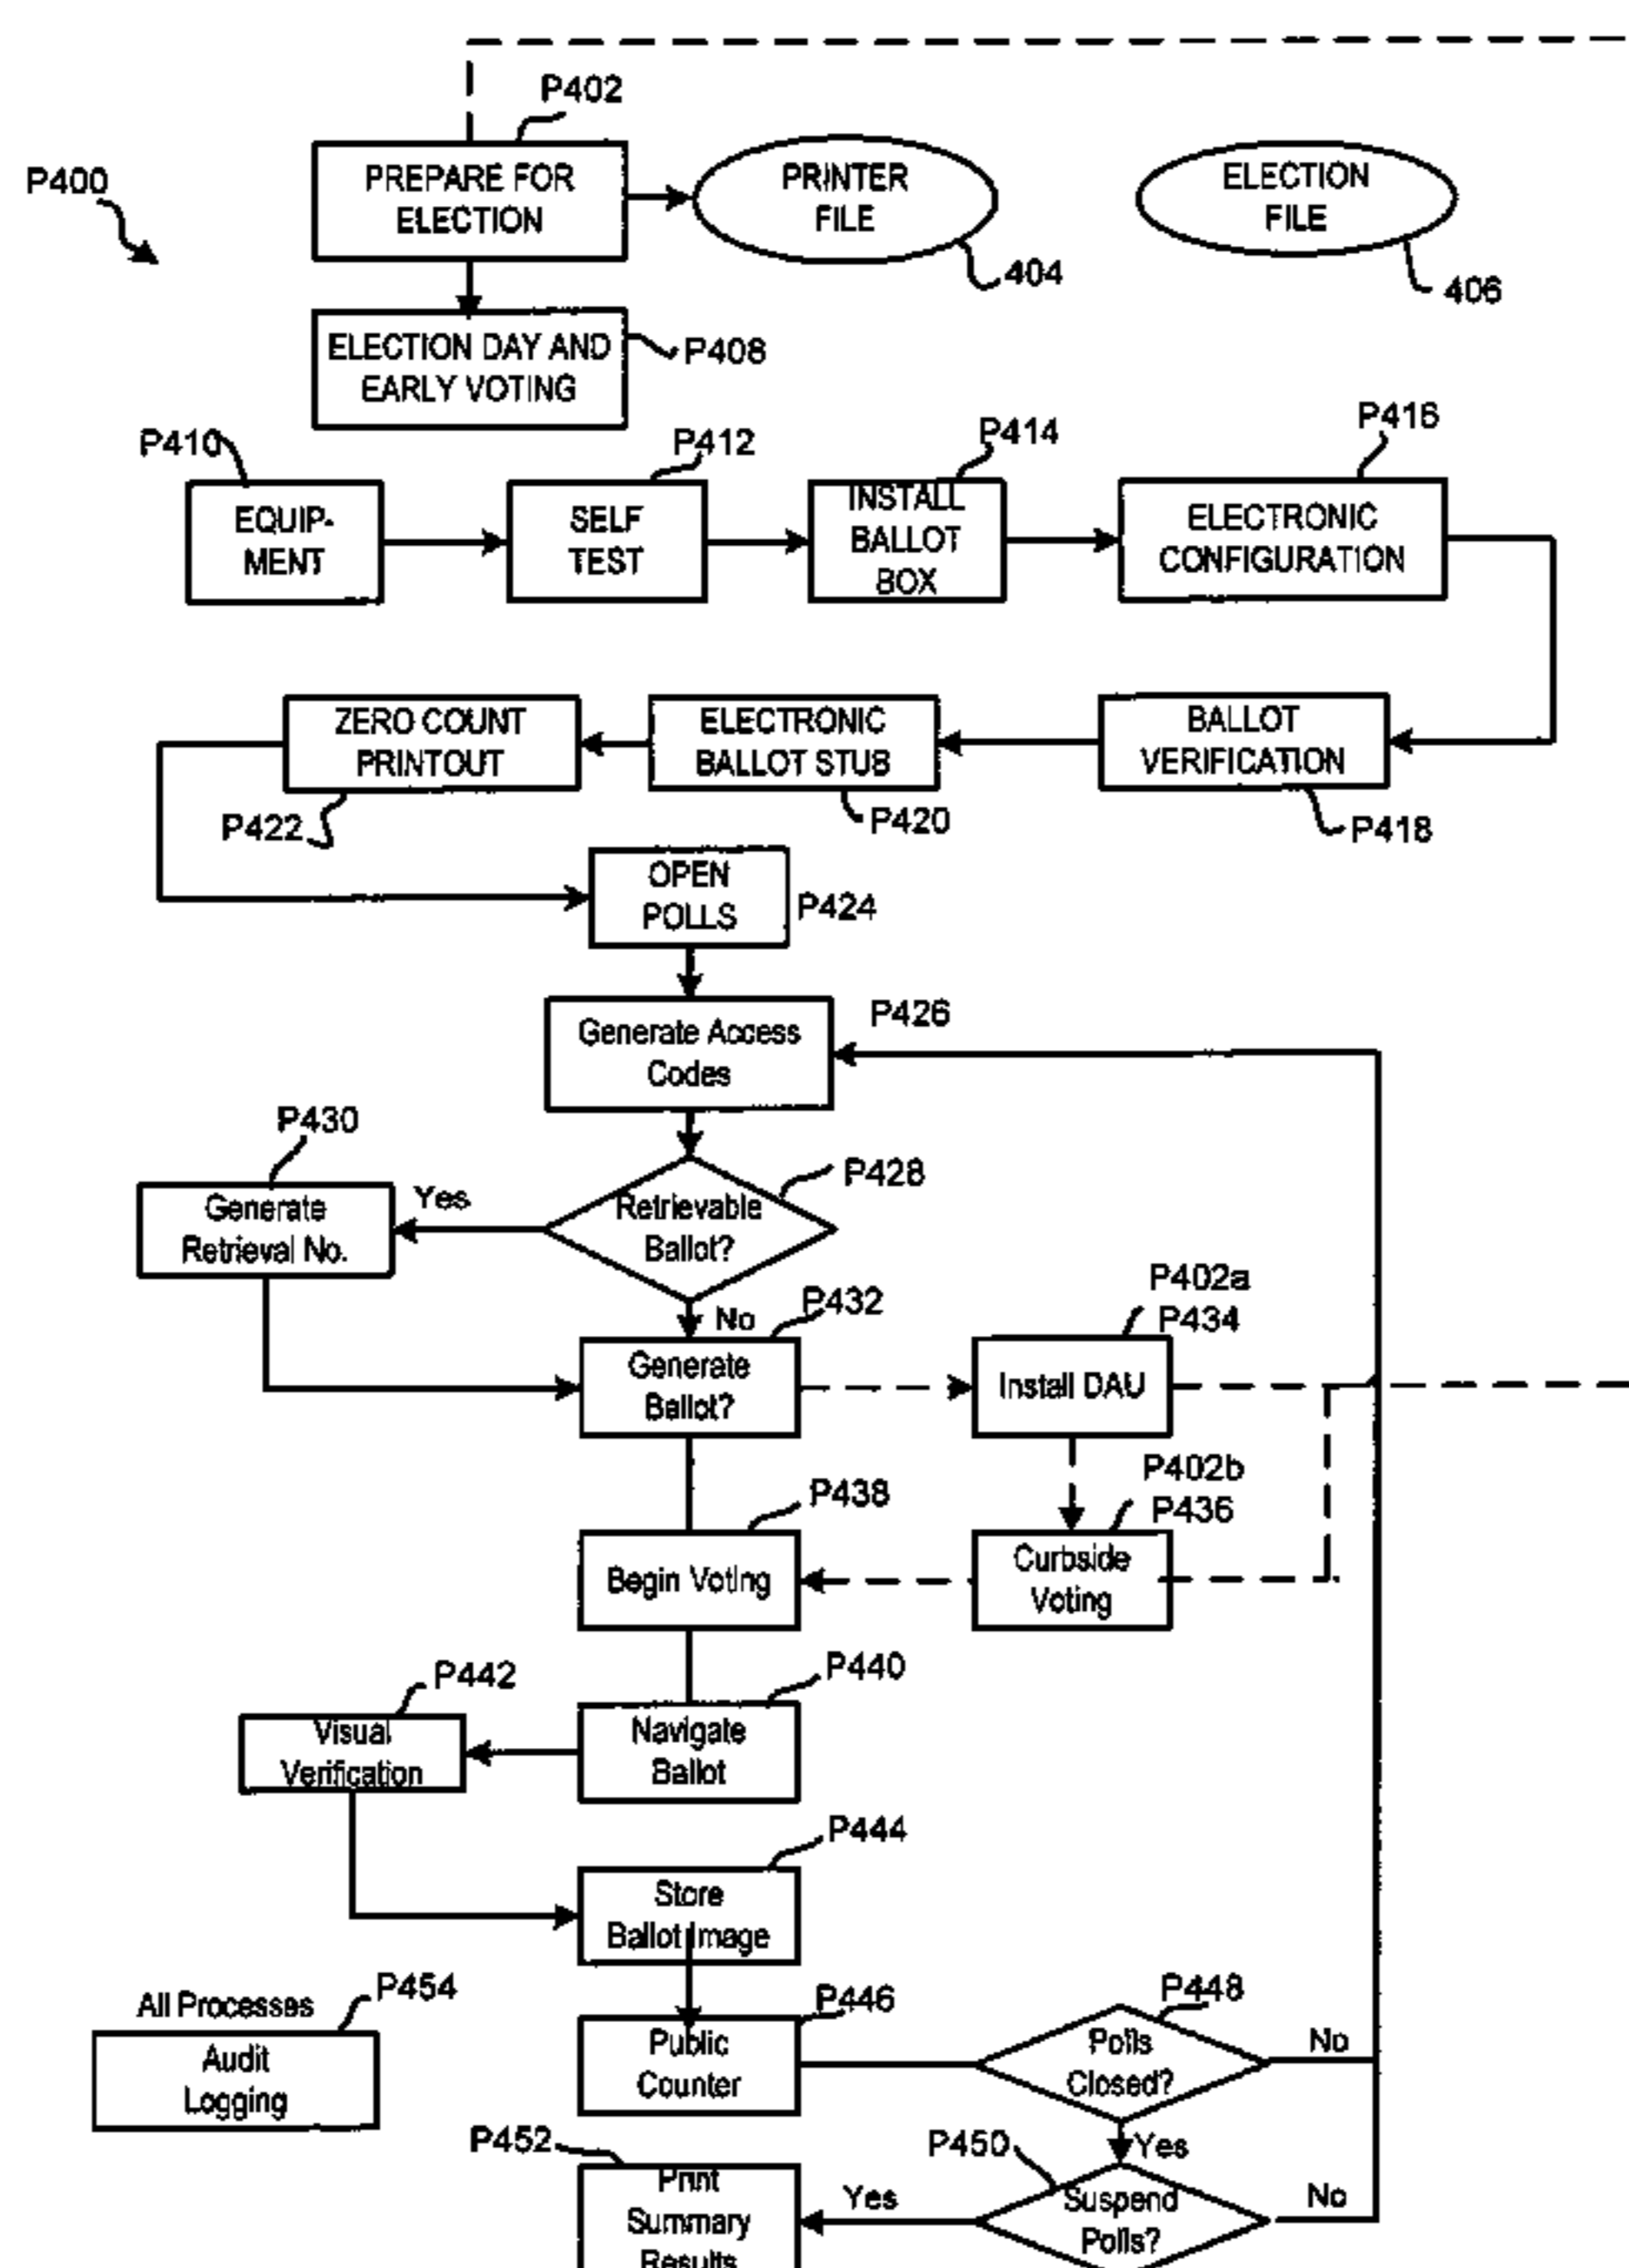 P402
P400
PREPARE FOR
ELECTION
PRINTER
FILE
ELECTION
FILE
404
406
ELECTION DAY AND
EARLY VOTING
P408
P410
P412
P414
P416
EQUIP-
MENT
SELF
TEST
INSTALL
BALLOT
BOX
ELECTRONIC
CONFIGURATION
ZERO COUNT
PRINTOUT
ELECTRONIC
BALLOT STUB
BALLOT
VERIFICATION
P422
P420
P418
OPEN
POLLS
P424
P426
Generate Access
Codes
P430
P428
Generate
Retrieval No.
Yes
Retrievable
Ballot?
No
P432
P402a
P434
Generate
Ballot?
Install DAU
P402b
P436
P438
Begin Voting
Curbside
Voting
P442
P440
Visual
Verification
Navigate
Ballot
P444
Store
Ballot Image
All Processes
P454
P446
P448
Audit
Logging
Public
Counter
Polls
Closed?
No
P452
P450
Yes
Print
Summary
Results
Yes
Suspend
Polls?
No